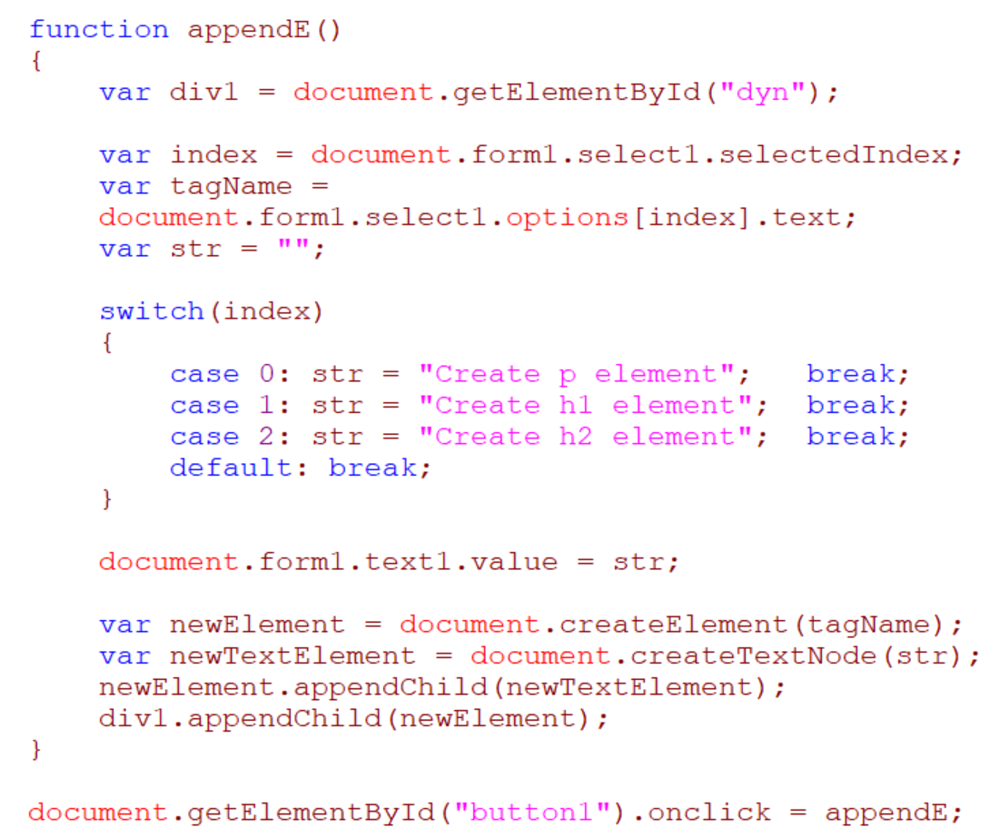 function appendE()
{
    var div1 = document.getElementById("dyn");

    var index = document.form1.select1.selectedIndex;
    var tagName =
    document.form1.select1.options[index].text;
    var str = "";

    switch(index)
    {
        case 0: str = "Create p element";   break;
        case 1: str = "Create h1 element";  break;
        case 2: str = "Create h2 element";  break;
        default: break;
    }

    document.form1.text1.value = str;

    var newElement = document.createElement(tagName);
    var newTextElement = document.createTextNode(str);
    newElement.appendChild(newTextElement);
    div1.appendChild(newElement);
}

document.getElementById("button1").onclick = appendE;